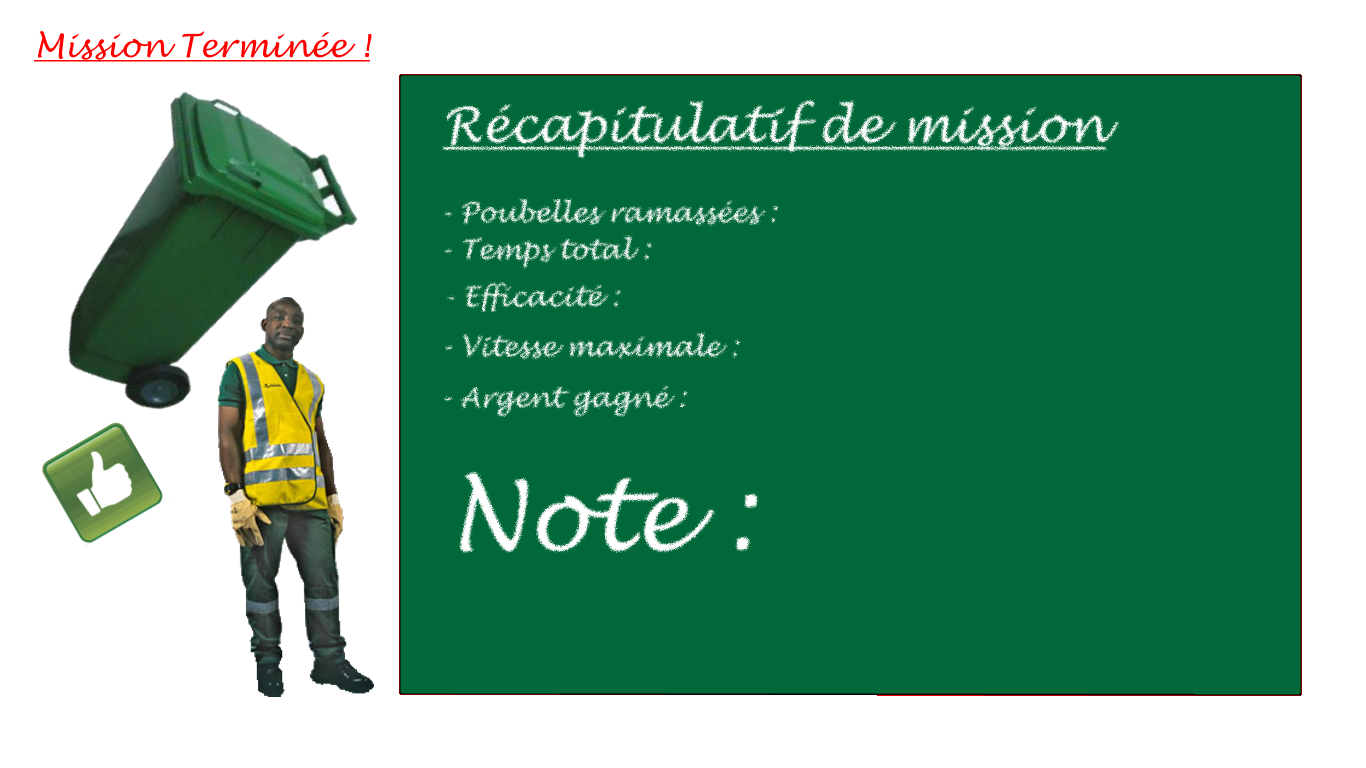 Mission Terminée !
Récapitulatif de mission
- Poubelles ramassées :
- Temps total :
- Efficacité :
- Vitesse maximale :
- Argent gagné :
Note :